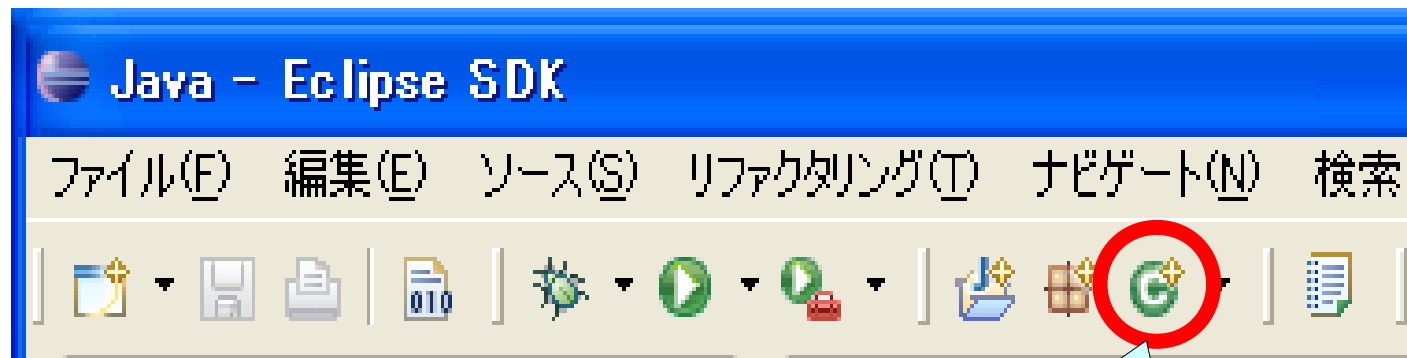 Java - Eclipse SDK
ファイル(F) 編集(E) ソース(S) リファクタリング(T) ナビゲート(N) 検索
010